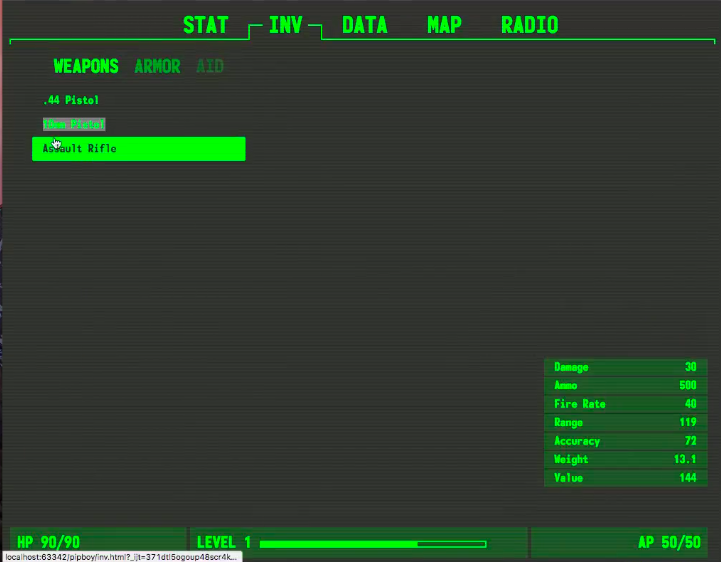 STAT INV DATA MAP RADIO
WEAPONS ARMOR AID
.44 Pistol
10mm Pistol
Assault Rifle
Damage 30
Ammo 500
Fire Rate 40
Range 119
Accuracy 72
Weight 13.1
Value 144
HP 90/90 LEVEL 1 AP 50/50
localhost:63342/pipboy/inv.html?_ijt=371dtl5ogoup48scr4k...